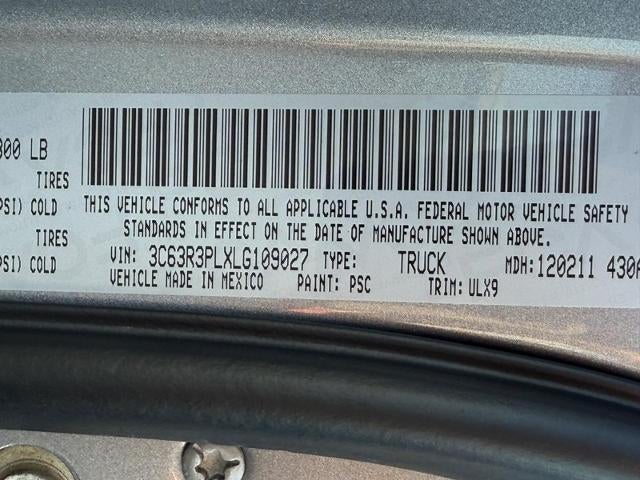 300 LB
TIRES
PSI) COLD
TIRES
PSI) COLD
THIS VEHICLE CONFORMS TO ALL APPLICABLE U.S.A. FEDERAL MOTOR VEHICLE SAFETY
STANDARDS IN EFFECT ON THE DATE OF MANUFACTURE SHOWN ABOVE.
VIN: 3C63R3PLXLG109027 TYPE: TRUCK MDH: 120211 4306
VEHICLE MADE IN MEXICO PAINT: PSC TRIM: ULX9